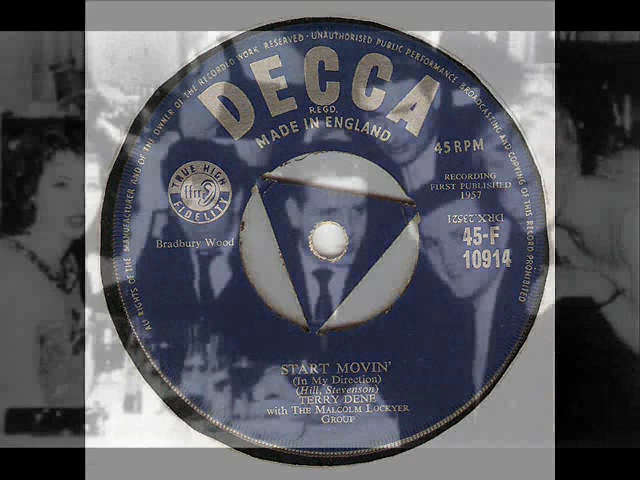 ALL RIGHTS OF THE MANUFACTURER AND OF THE OWNER OF THE RECORDED WORK RESERVED · UNAUTHORISED PUBLIC PERFORMANCE BROADCASTING AND COPYING OF THIS RECORD PROHIBITED
DECCA
REGD.
MADE IN ENGLAND
45 RPM
TRUE HIGH
ffrr
FIDELITY
RECORDING
FIRST PUBLISHED
1957
DRX.23521
Bradbury Wood
45-F
10914
START MOVIN'
(In My Direction)
(Hill, Stevenson)
TERRY DENE
with THE MALCOLM LOCKYER
GROUP